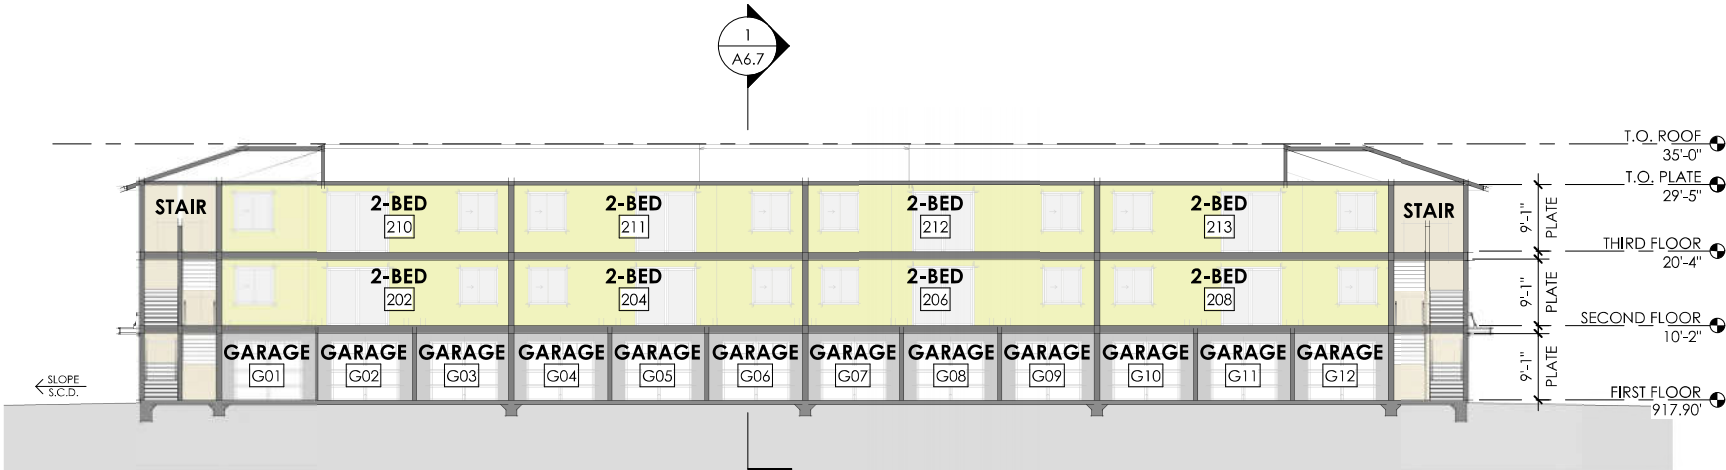 1
A6.7
T.O. ROOF
35'-0"
T.O. PLATE
29'-5"
STAIR
2-BED
210
2-BED
211
2-BED
212
2-BED
213
STAIR
9'-1"
PLATE
THIRD FLOOR
20'-4"
2-BED
202
2-BED
204
2-BED
206
2-BED
208
9'-1"
PLATE
SECOND FLOOR
10'-2"
GARAGE
G01
GARAGE
G02
GARAGE
G03
GARAGE
G04
GARAGE
G05
GARAGE
G06
GARAGE
G07
GARAGE
G08
GARAGE
G09
GARAGE
G10
GARAGE
G11
GARAGE
G12
9'-1"
PLATE
SLOPE
S.C.D.
FIRST FLOOR
917.90'